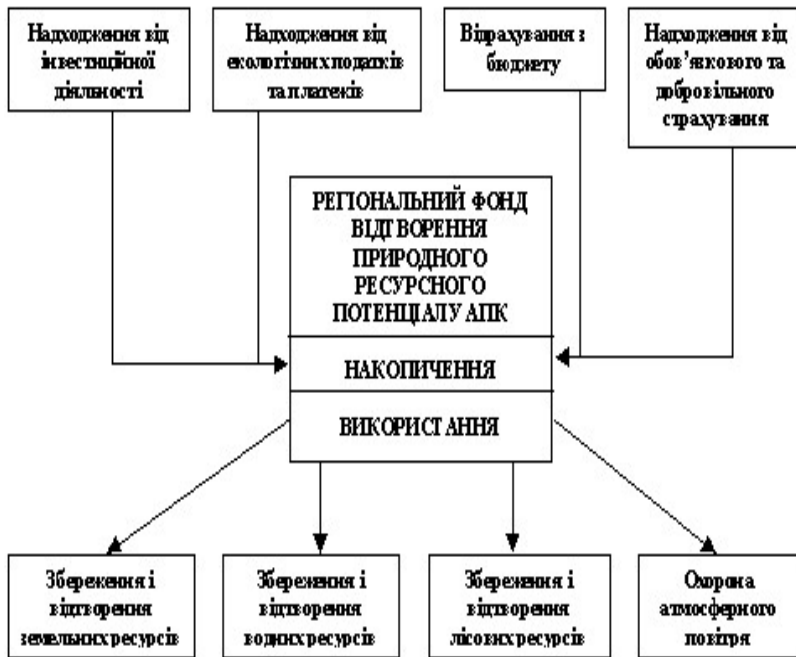 Надходження від
інвестиційної
діяльності
Надходження від
екологічних податків
та платежів
Відрахування з
бюджету
Надходження від
обов’язкового та
добровільного
страхування
РЕГІОНАЛЬНИЙ ФОНД
ВІДТВОРЕННЯ
ПРИРОДНОГО
РЕСУРСНОГО
ПОТЕНЦІАЛУ АПК
НАКОПИЧЕННЯ
ВИКОРИСТАННЯ
Збереження і
відтворення
земельних ресурсів
Збереження і
відтворення
водних ресурсів
Збереження і
відтворення
лісових ресурсів
Охорона
атмосферного
повітря